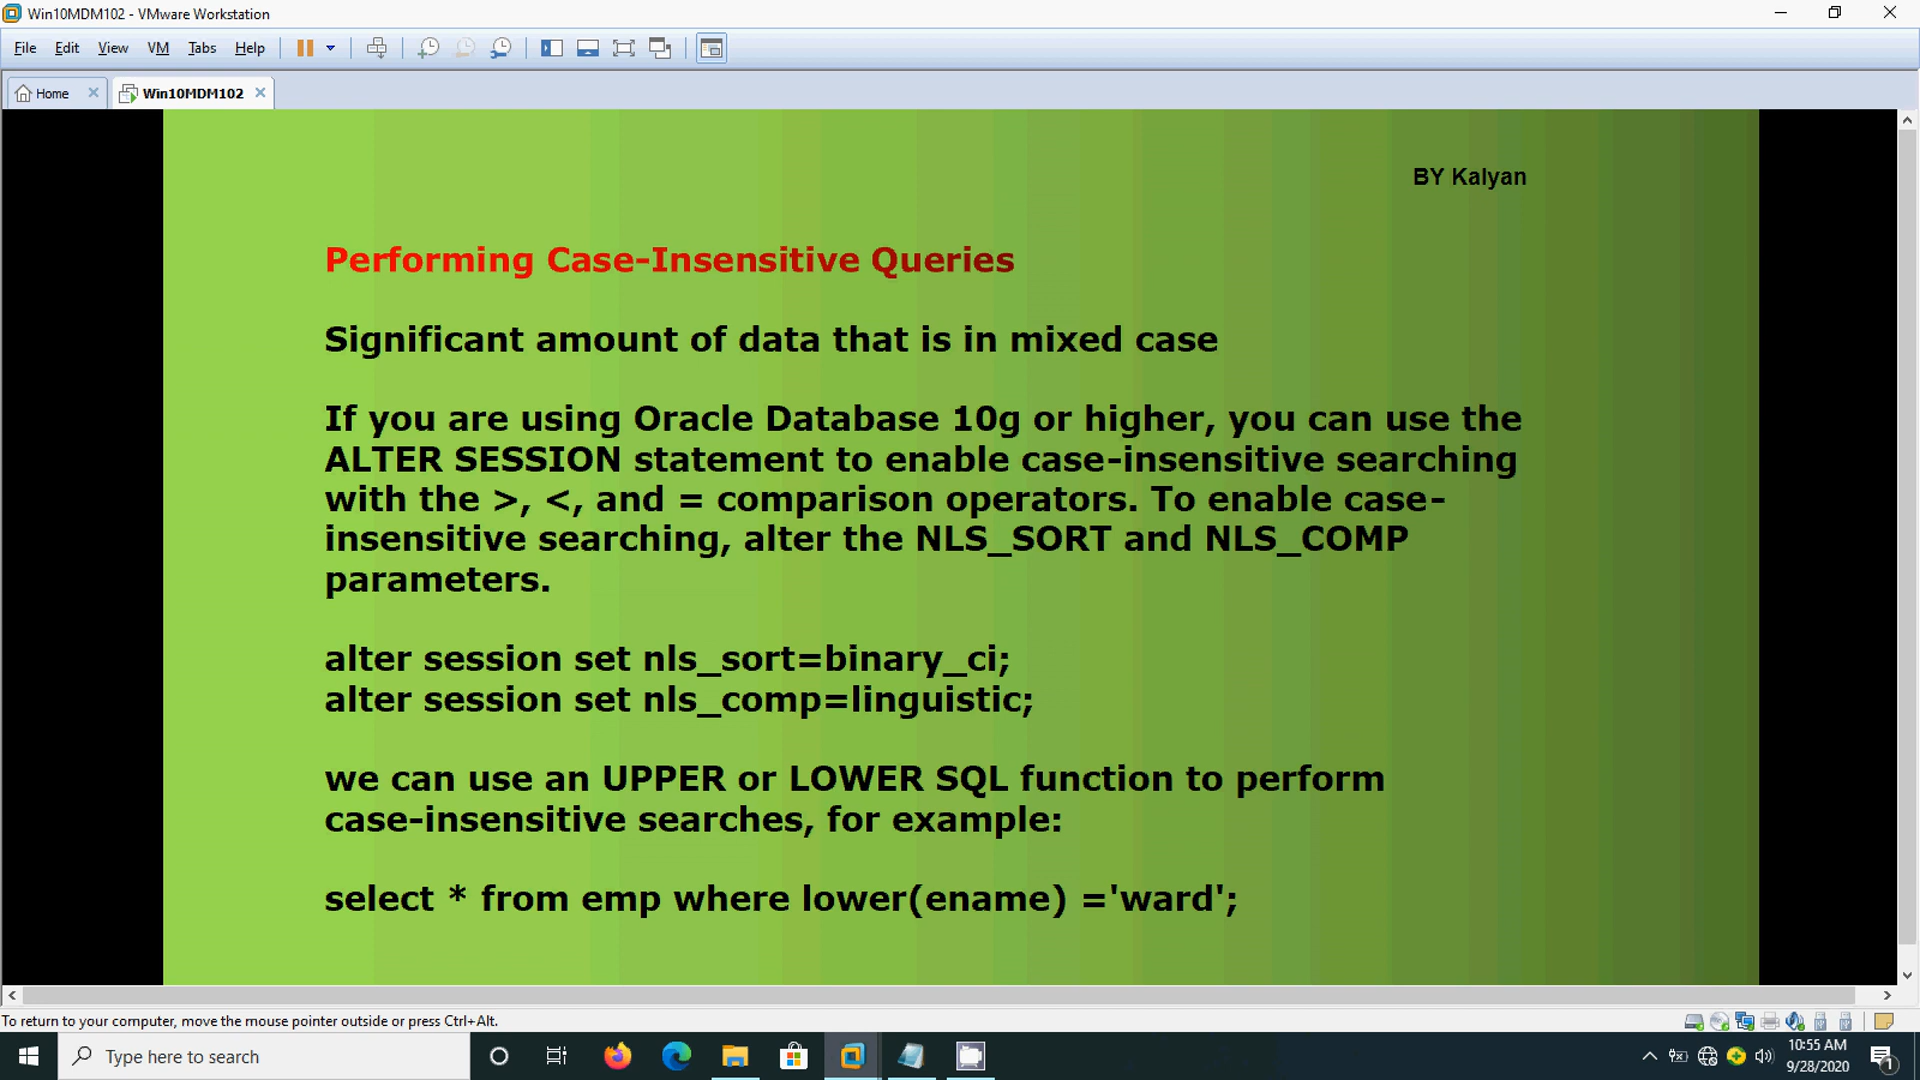 Win10MDM102 - VMware Workstation
File Edit View VM Tabs Help
Home Win10MDM102
BY Kalyan
Performing Case-Insensitive Queries
Significant amount of data that is in mixed case
If you are using Oracle Database 10g or higher, you can use the
ALTER SESSION statement to enable case-insensitive searching
with the >, <, and = comparison operators. To enable case-
insensitive searching, alter the NLS_SORT and NLS_COMP
parameters.
alter session set nls_sort=binary_ci;
alter session set nls_comp=linguistic;
we can use an UPPER or LOWER SQL function to perform
case-insensitive searches, for example:
select * from emp where lower(ename) ='ward';
To return to your computer, move the mouse pointer outside or press Ctrl+Alt.
Type here to search
10:55 AM
9/28/2020
1